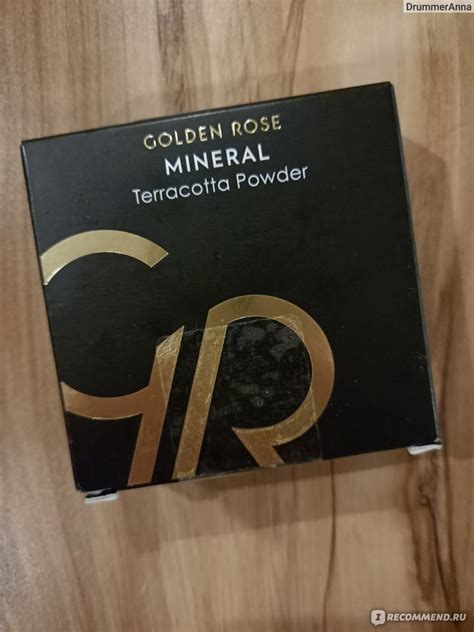 DrummerAnna
GOLDEN ROSE
MINERAL
Terracotta Powder
GR
I RECOMMEND.RU